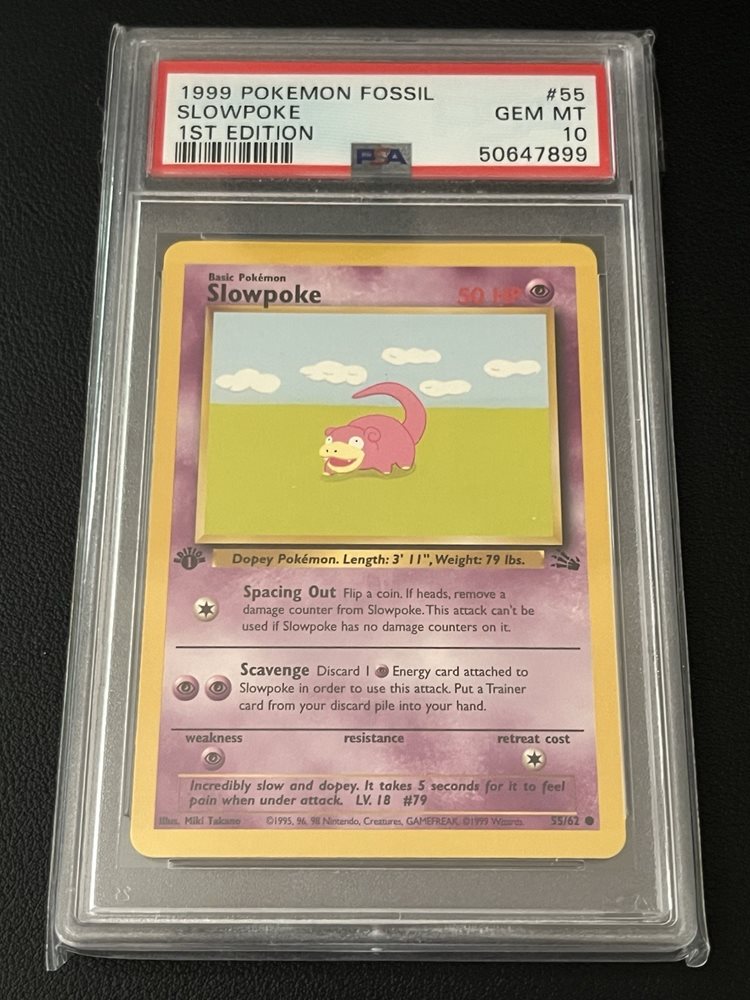 1999 POKEMON FOSSIL #55
SLOWPOKE GEM MT
1ST EDITION 10
PSA 50647899
Basic Pokémon
Slowpoke 50 HP
EDITION
1
Dopey Pokémon. Length: 3' 11", Weight: 79 lbs.
Spacing Out Flip a coin. If heads, remove a
damage counter from Slowpoke. This attack can't be
used if Slowpoke has no damage counters on it.
Scavenge Discard 1 Energy card attached to
Slowpoke in order to use this attack. Put a Trainer
card from your discard pile into your hand.
weakness resistance retreat cost
Incredibly slow and dopey. It takes 5 seconds for it to feel
pain when under attack. LV. 18 #79
Illus. Miki Takano ©1995, 96, 98 Nintendo, Creatures, GAMEFREAK. ©1999 Wizards. 55/62